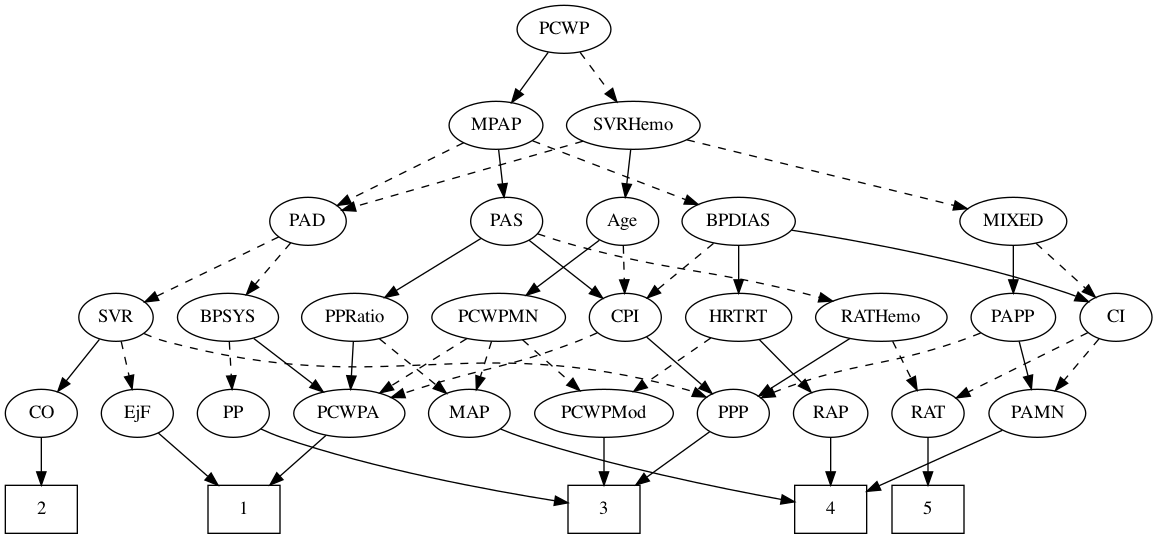 PCWP
MPAP
SVRHemo
PAD
PAS
Age
BPDIAS
MIXED
SVR
BPSYS
PPRatio
PCWPMN
CPI
HRTRT
RATHemo
PAPP
CI
CO
EjF
PP
PCWPA
MAP
PCWPMod
PPP
RAP
RAT
PAMN
2
1
3
4
5